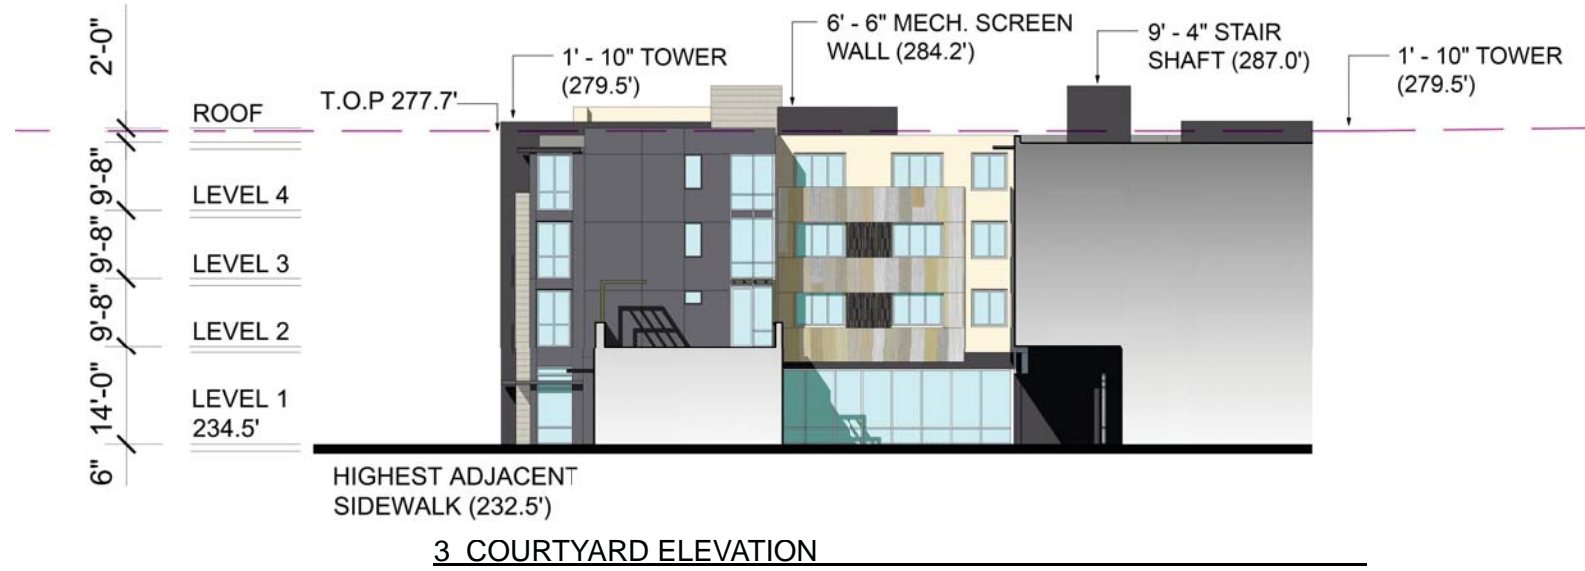 6' - 6" MECH. SCREEN
WALL (284.2')
9' - 4" STAIR
SHAFT (287.0')
1' - 10" TOWER
(279.5')
1' - 10" TOWER
(279.5')
T.O.P 277.7'
2'-0"
ROOF
9'-8"
LEVEL 4
9'-8"
LEVEL 3
9'-8"
LEVEL 2
14'-0"
LEVEL 1
234.5'
6"
HIGHEST ADJACENT
SIDEWALK (232.5')
3 COURTYARD ELEVATION